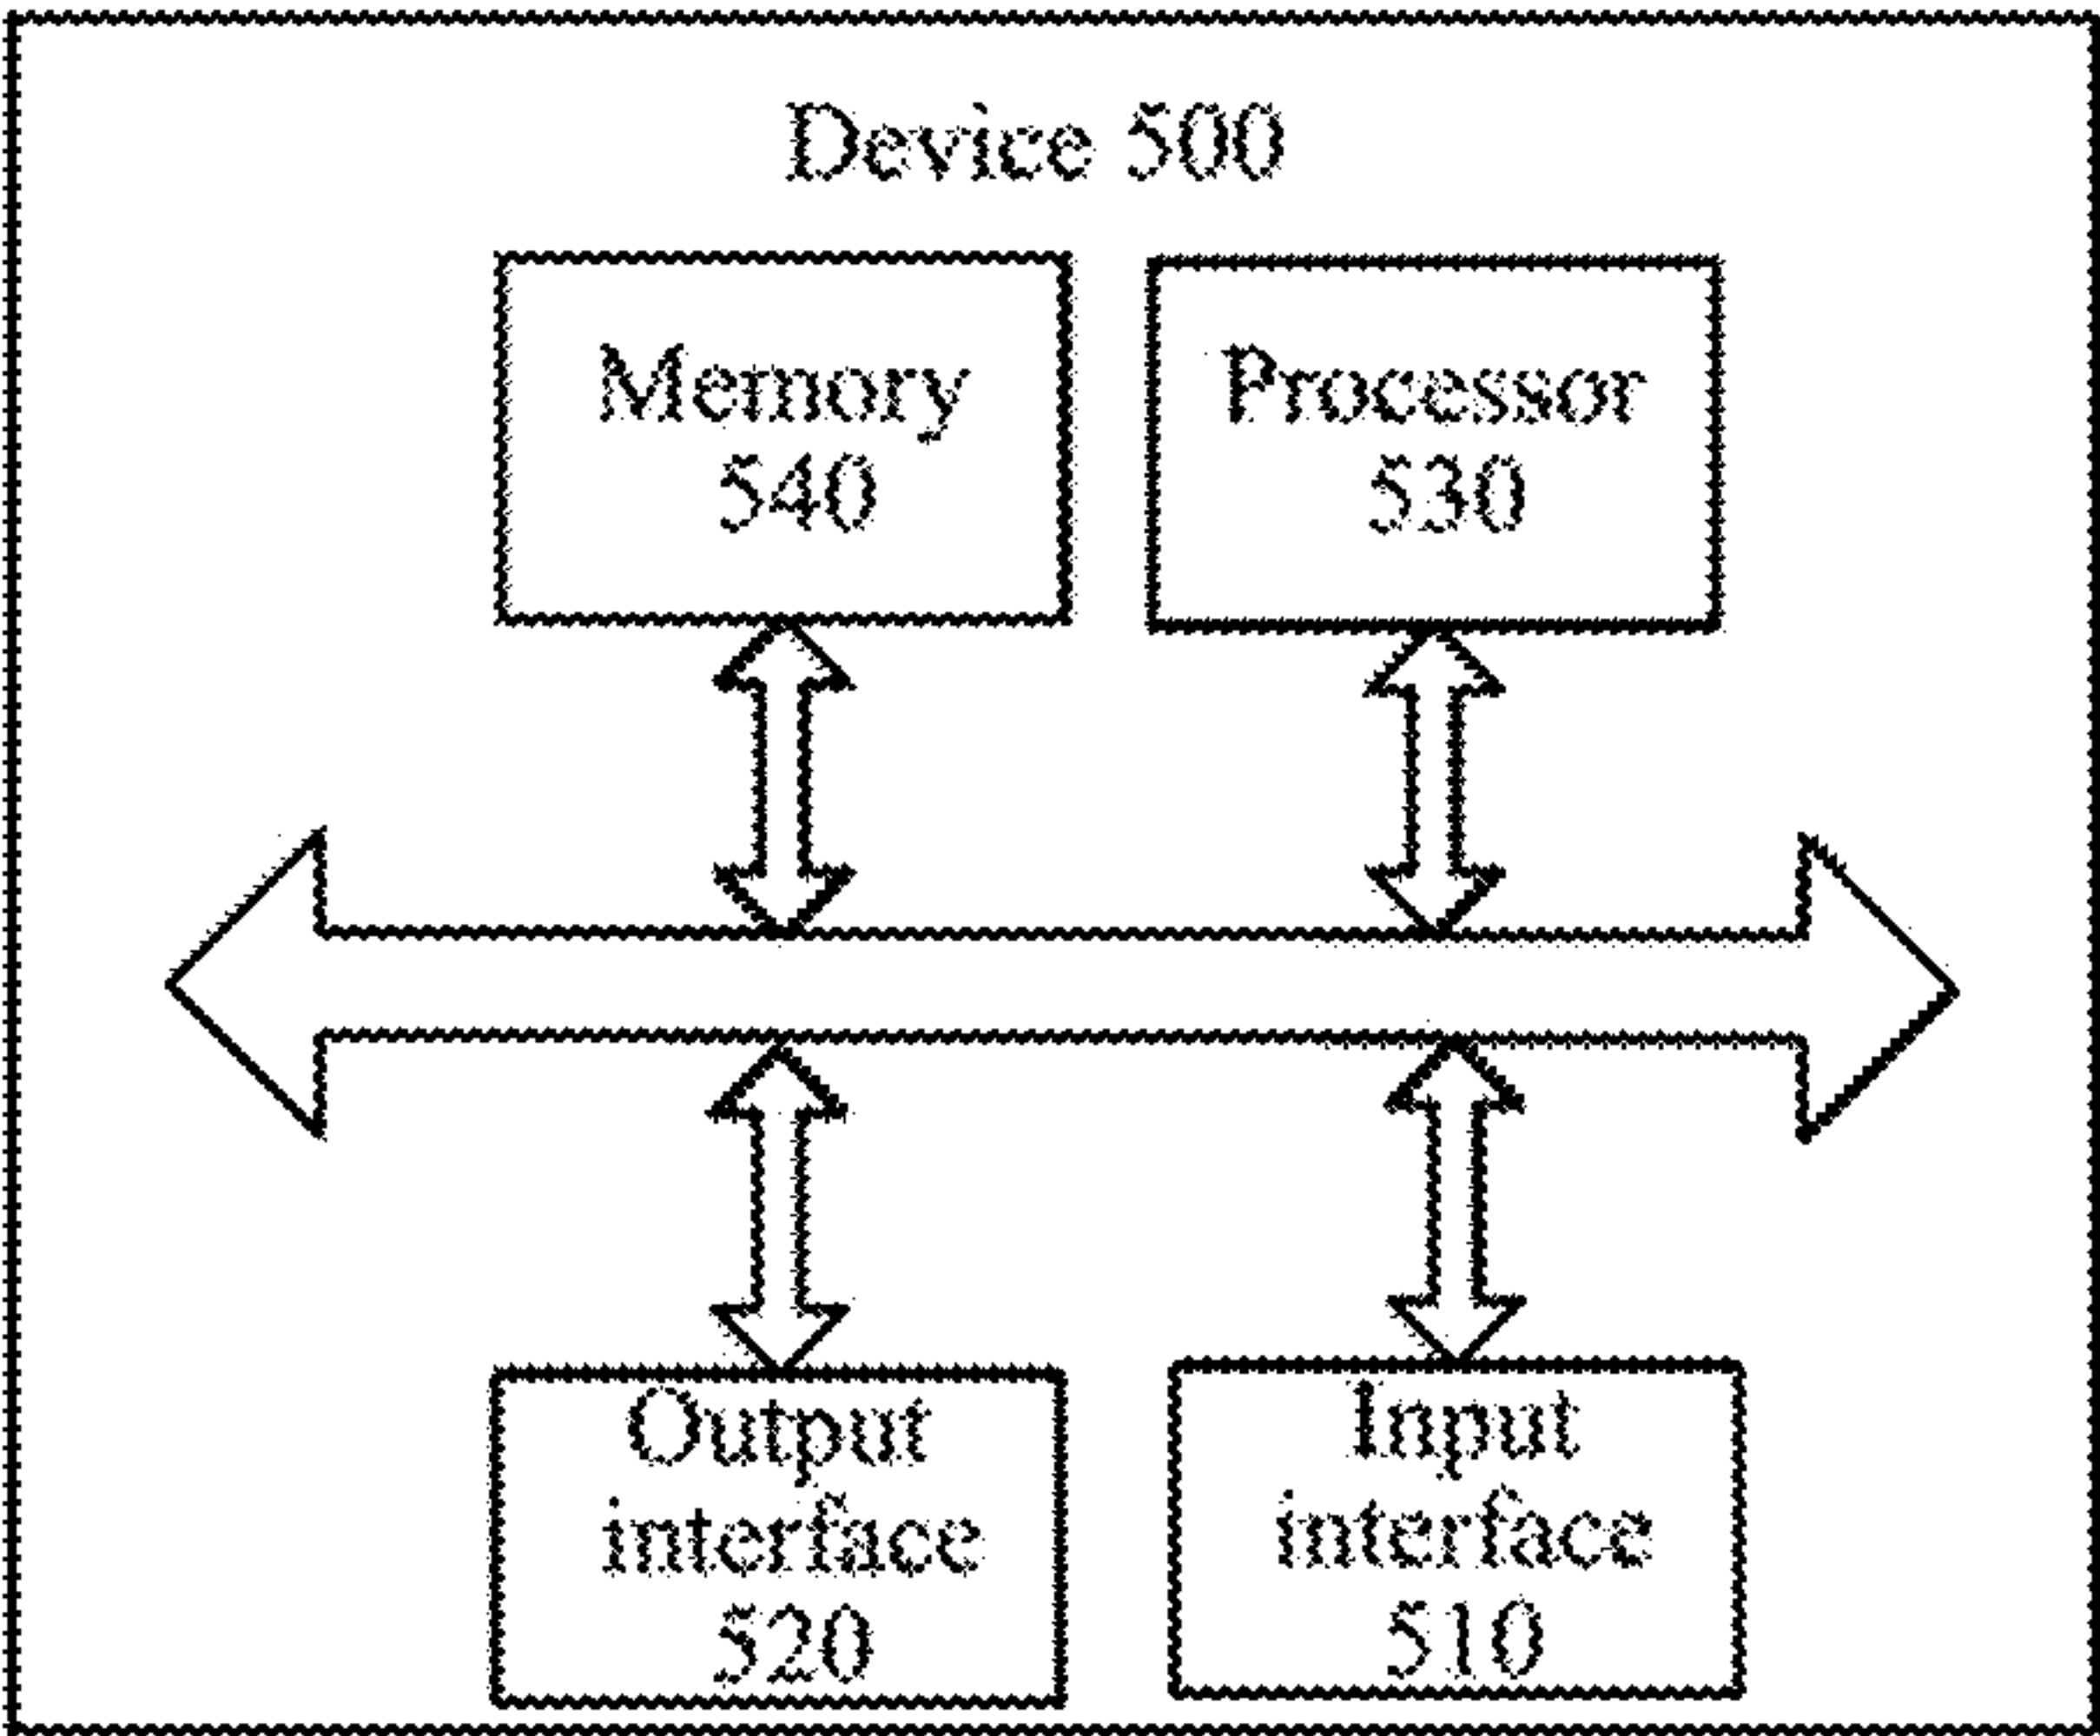 Device 500
Memory
540
Processor
530
Output
interface
520
Input
interface
510